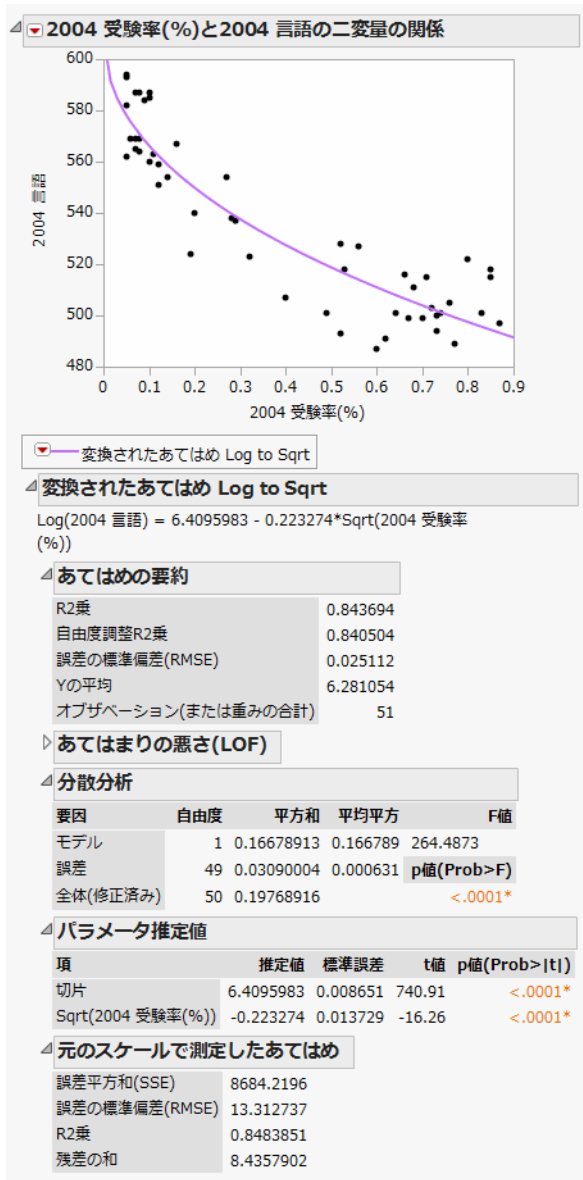 2004 受験率(%)と2004 言語の二変量の関係
600
580
560
540
520
500
480
2004 言語
0 0.1 0.2 0.3 0.4 0.5 0.6 0.7 0.8 0.9
2004 受験率(%)
変換されたあてはめ Log to Sqrt
変換されたあてはめ Log to Sqrt
Log(2004 言語) = 6.4095983 - 0.223274*Sqrt(2004 受験率
(%))
あてはめの要約
R2乗 0.843694
自由度調整R2乗 0.840504
誤差の標準偏差(RMSE) 0.025112
Yの平均 6.281054
オブザベーション(または重みの合計) 51
あてはまりの悪さ(LOF)
分散分析
要因 自由度 平方和 平均平方 F値
モデル 1 0.16678913 0.166789 264.4873
誤差 49 0.03090004 0.000631 p値(Prob>F)
全体(修正済み) 50 0.19768916 <.0001*
パラメータ推定値
項 推定値 標準誤差 t値 p値(Prob>|t|)
切片 6.4095983 0.008651 740.91 <.0001*
Sqrt(2004 受験率(%)) -0.223274 0.013729 -16.26 <.0001*
元のスケールで測定したあてはめ
誤差平方和(SSE) 8684.2196
誤差の標準偏差(RMSE) 13.312737
R2乗 0.8483851
残差の和 8.4357902